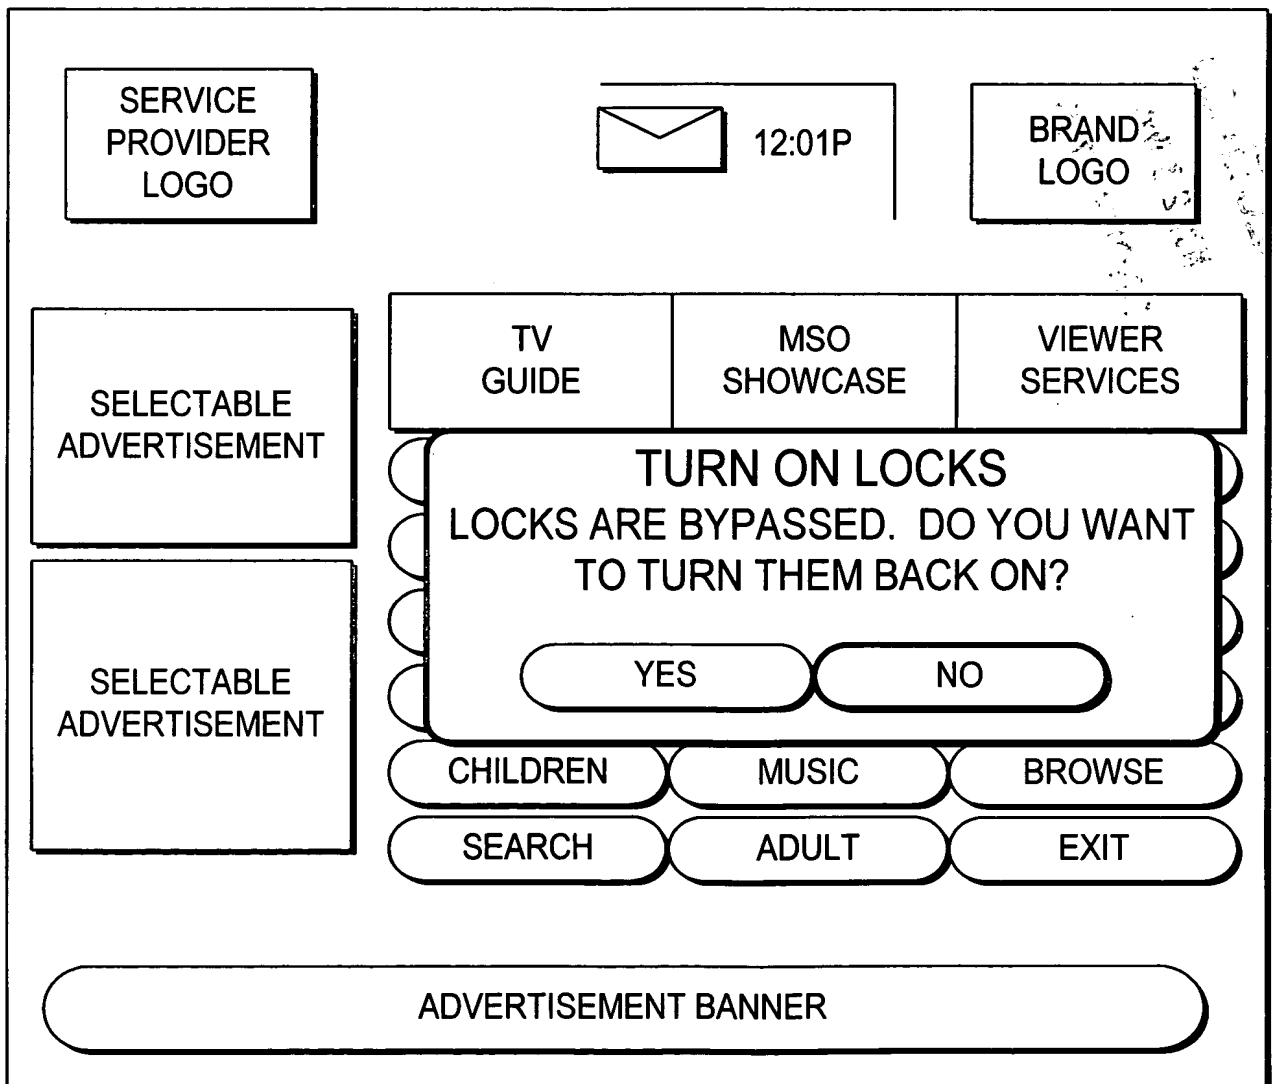 SERVICE
PROVIDER
LOGO
12:01P
BRAND
LOGO
TV
GUIDE
MSO
SHOWCASE
VIEWER
SERVICES
SELECTABLE
ADVERTISEMENT
TURN ON LOCKS
LOCKS ARE BYPASSED. DO YOU WANT
TO TURN THEM BACK ON?
YES
NO
SELECTABLE
ADVERTISEMENT
CHILDREN
MUSIC
BROWSE
SEARCH
ADULT
EXIT
ADVERTISEMENT BANNER